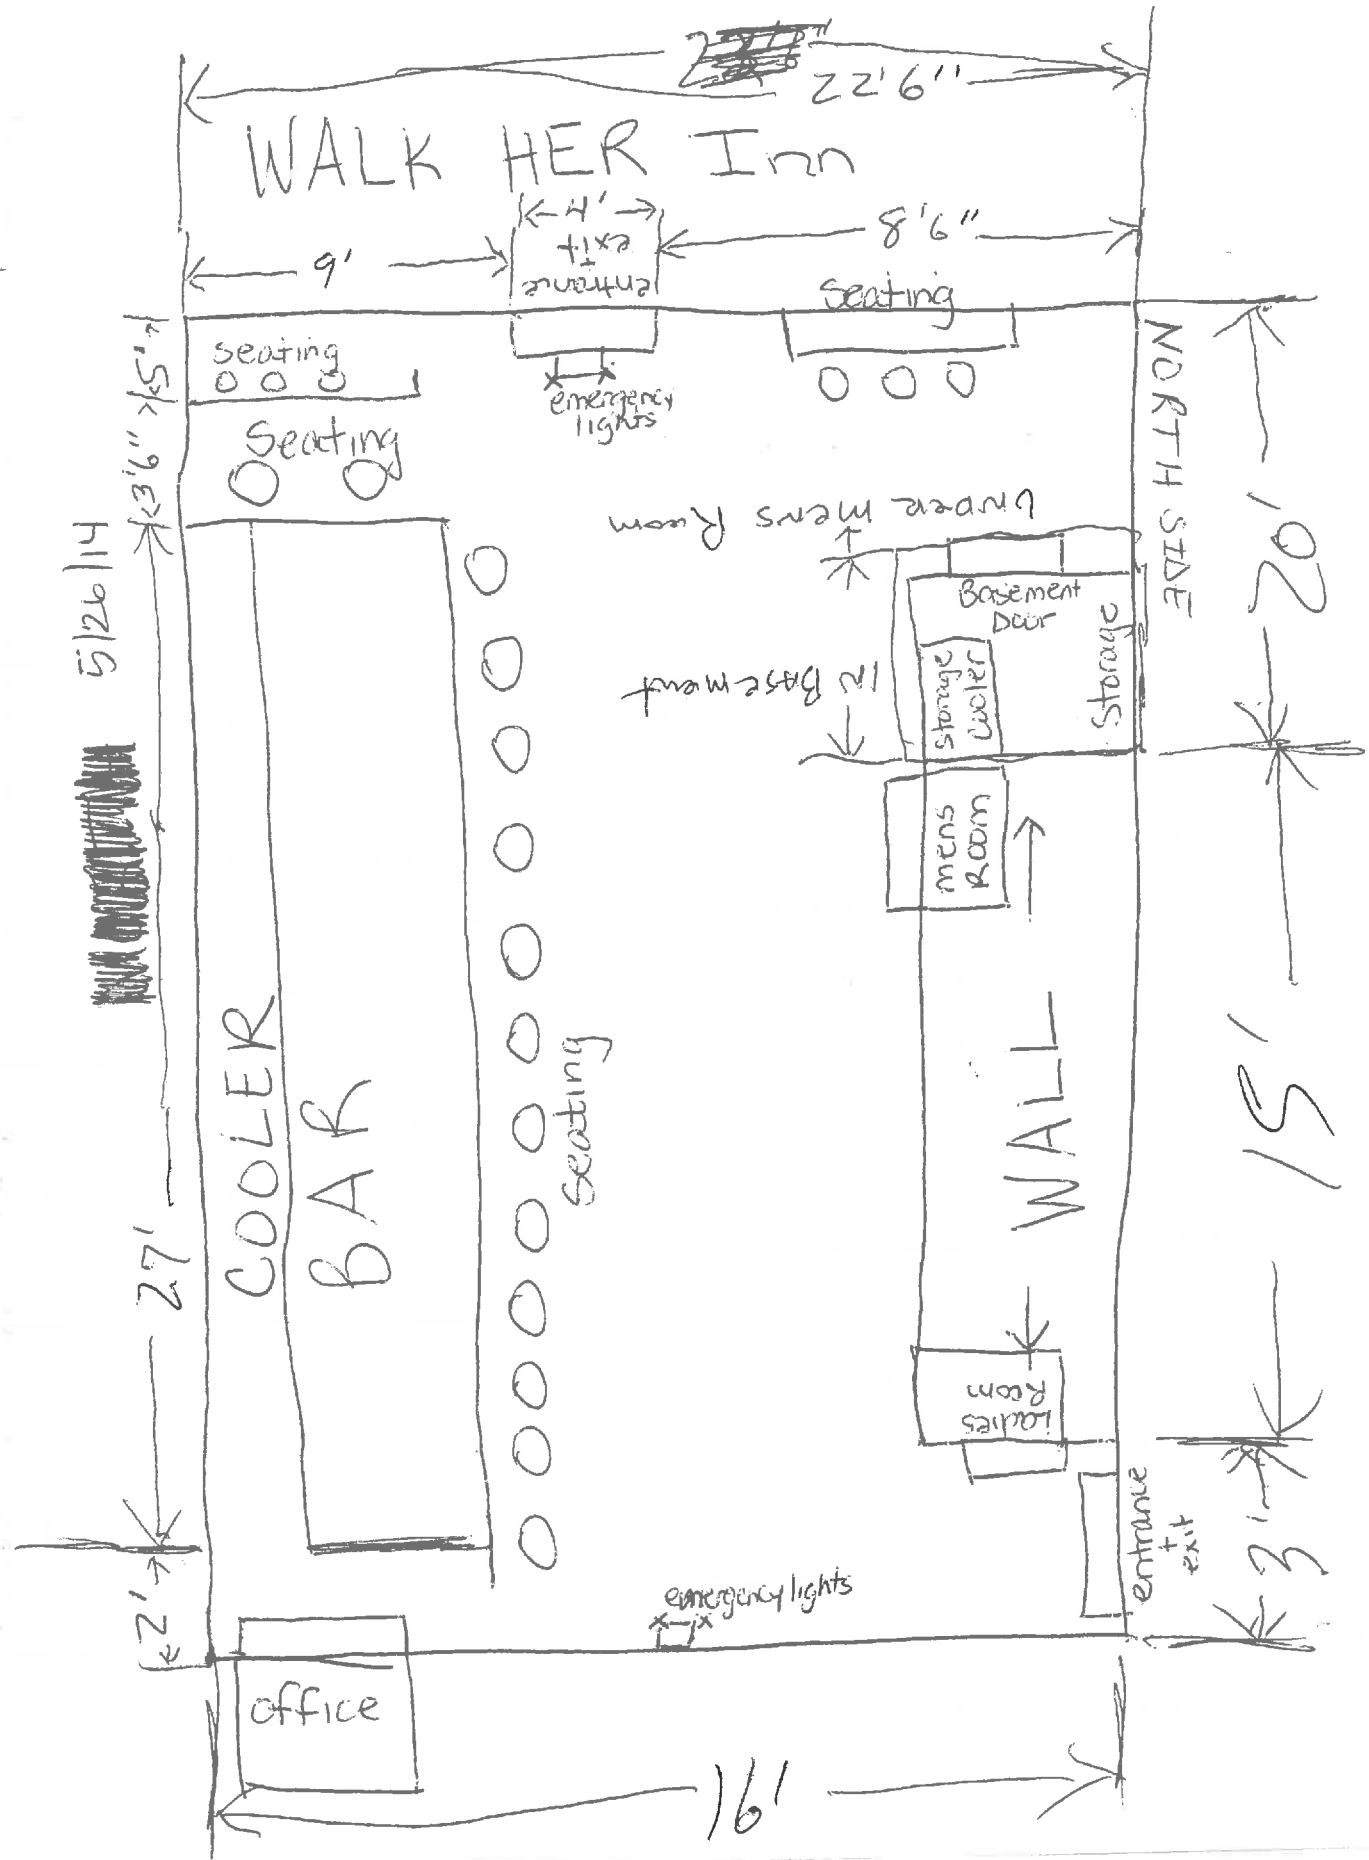 22'6"
WALK HER Inn
4'
8'6"
9'
entrance
+
exit
seating
seating
5'
emergency
lights
Seating
3'6"
NORTH SIDE
20'
Under mens Room
5/26/14
Basement
Door
Storage
Storage
Cooler
IN Basement
mens
Room
COOLER
BAR
Seating
WALL
15'
27'
Ladies
Room
entrance
+
exit
3'
2'
emergency lights
office
16'